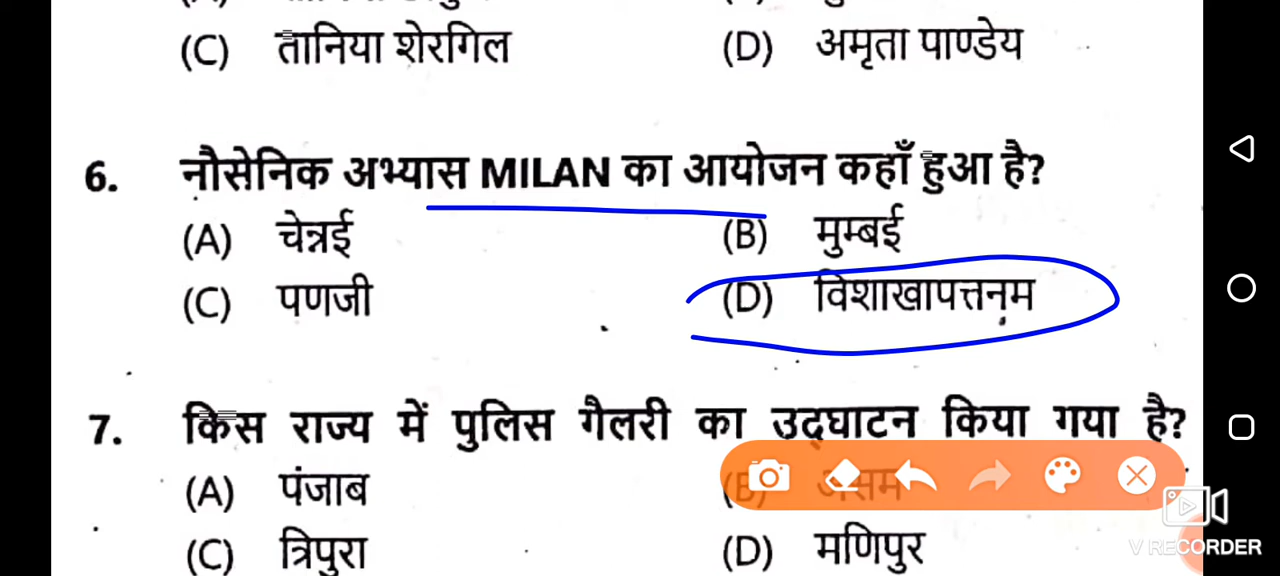 (C) तानिया शेरगिल (D) अमृता पाण्डेय
6. नौसेनिक अभ्यास MILAN का आयोजन कहाँ हुआ है?
(A) चेन्नई (B) मुम्बई
(C) पणजी (D) विशाखापत्तनम
7. किस राज्य में पुलिस गैलरी का उद्घाटन किया गया है?
(A) पंजाब (B) असम
(C) त्रिपुरा (D) मणिपुर
V RECORDER